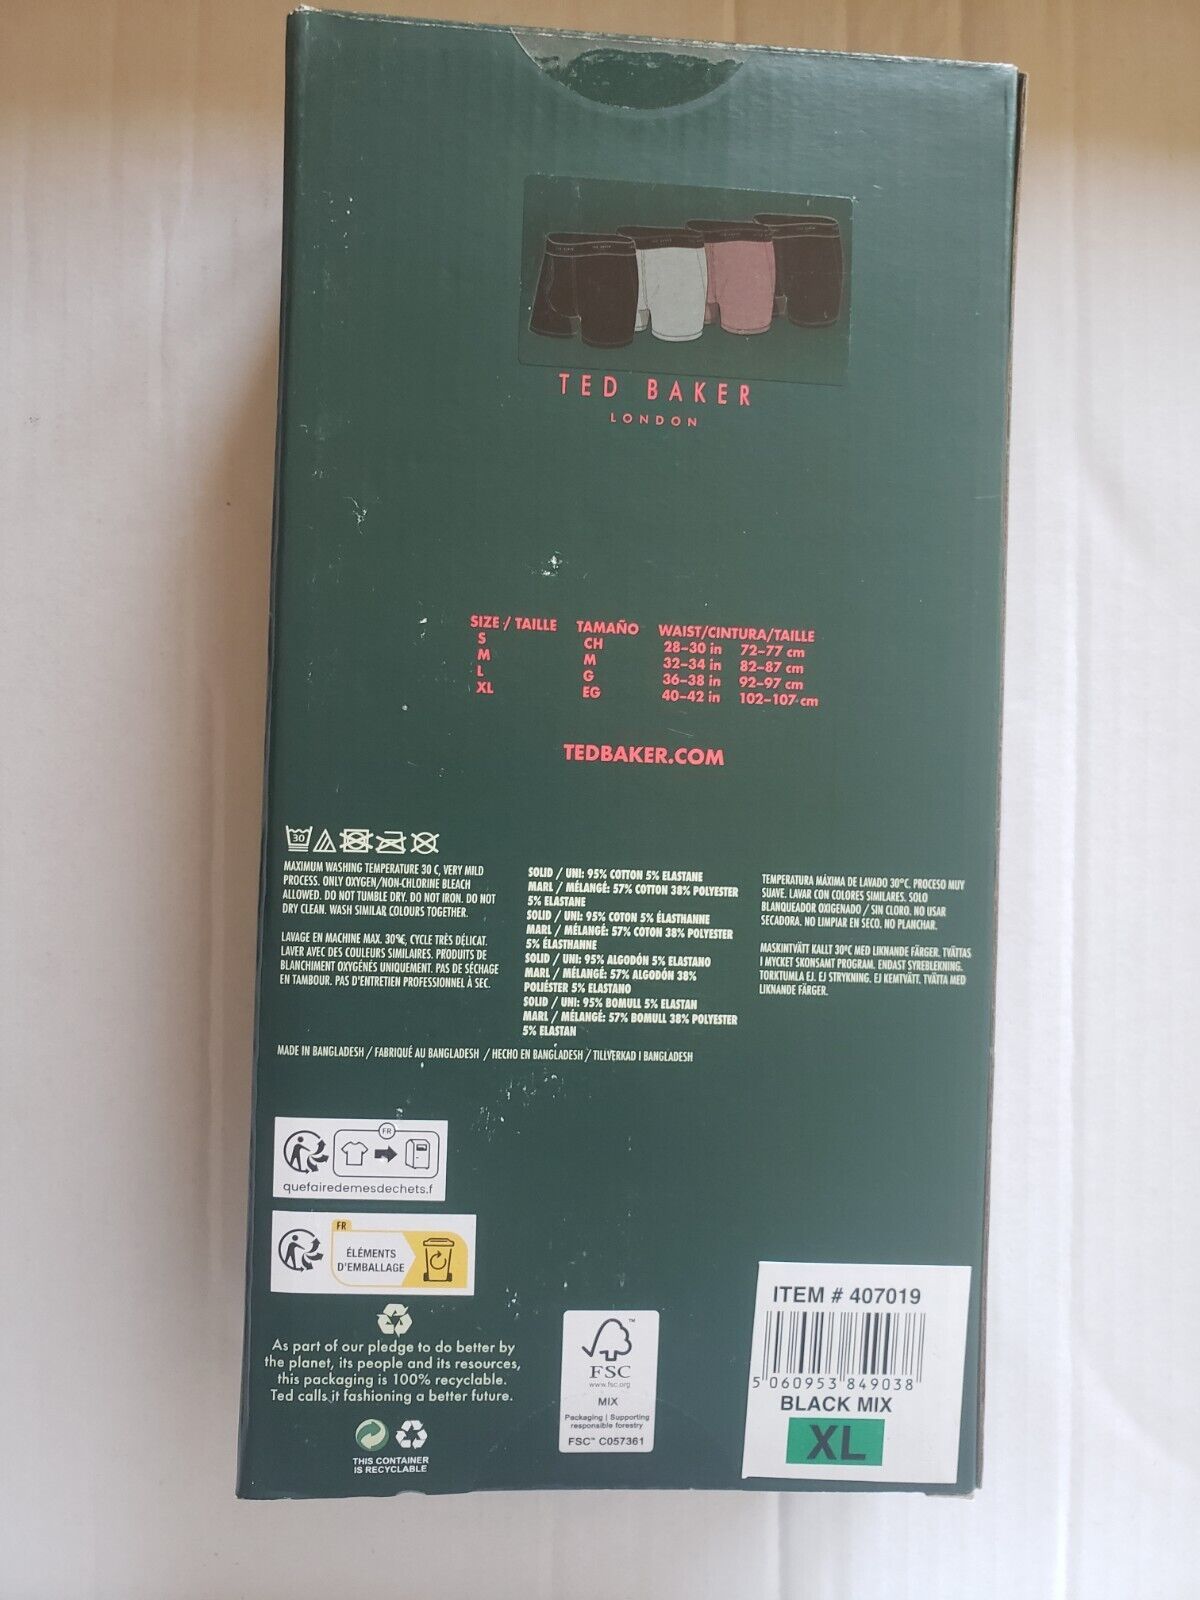 TED BAKER
LONDON
SIZE / TAILLE TAMAÑO WAIST/CINTURA/TAILLE
S CH 28-30 in 72-77 cm
M M 32-34 in 82-87 cm
L G 36-38 in 92-97 cm
XL EG 40-42 in 102-107 cm
TEDBAKER.COM
30
MAXIMUM WASHING TEMPERATURE 30 C, VERY MILD
PROCESS. ONLY OXYGEN/NON-CHLORINE BLEACH
ALLOWED. DO NOT TUMBLE DRY. DO NOT IRON. DO NOT
DRY CLEAN. WASH SIMILAR COLOURS TOGETHER.
LAVAGE EN MACHINE MAX. 30°C, CYCLE TRÈS DÉLICAT.
LAVER AVEC DES COULEURS SIMILAIRES. PRODUITS DE
BLANCHIMENT OXYGÉNÉS UNIQUEMENT. PAS DE SÉCHAGE
EN TAMBOUR. PAS D'ENTRETIEN PROFESSIONNEL À SEC.
SOLID / UNI: 95% COTTON 5% ELASTANE
MARL / MÉLANGÉ: 57% COTTON 38% POLYESTER
5% ELASTANE
SOLID / UNI: 95% COTON 5% ÉLASTHANNE
MARL / MÉLANGÉ: 57% COTON 38% POLYESTER
5% ÉLASTHANNE
SOLID / UNI: 95% ALGODÓN 5% ELASTANO
MARL / MÉLANGÉ: 57% ALGODÓN 38%
POLIÉSTER 5% ELASTANO
SOLID / UNI: 95% BOMULL 5% ELASTAN
MARL / MÉLANGÉ: 57% BOMULL 38% POLYESTER
5% ELASTAN
TEMPERATURA MÁXIMA DE LAVADO 30°C. PROCESO MUY
SUAVE. LAVAR CON COLORES SIMILARES. SOLO
BLANQUEADOR OXIGENADO / SIN CLORO. NO USAR
SECADORA. NO LIMPIAR EN SECO. NO PLANCHAR.
MASKINTVÄTT KALLT 30°C MED LIKNANDE FÄRGER. TVÄTTAS
I MYCKET SKONSAMT PROGRAM. ENDAST SYREBLEKNING.
TORKTUMLA EJ. EJ STRYKNING. EJ KEMTVÄTT. TVÄTTA MED
LIKNANDE FÄRGER.
MADE IN BANGLADESH / FABRIQUÉ AU BANGLADESH / HECHO EN BANGLADESH / TILLVERKAD I BANGLADESH
FR
quefairedemesdechets.f
FR
ÉLÉMENTS
D'EMBALLAGE
As part of our pledge to do better by
the planet, its people and its resources,
this packaging is 100% recyclable.
Ted calls it fashioning a better future.
THIS CONTAINER
IS RECYCLABLE
FSC
www.fsc.org
MIX
Packaging | Supporting
responsible forestry
FSC™ C057361
ITEM # 407019
5 060953 849038
BLACK MIX
XL